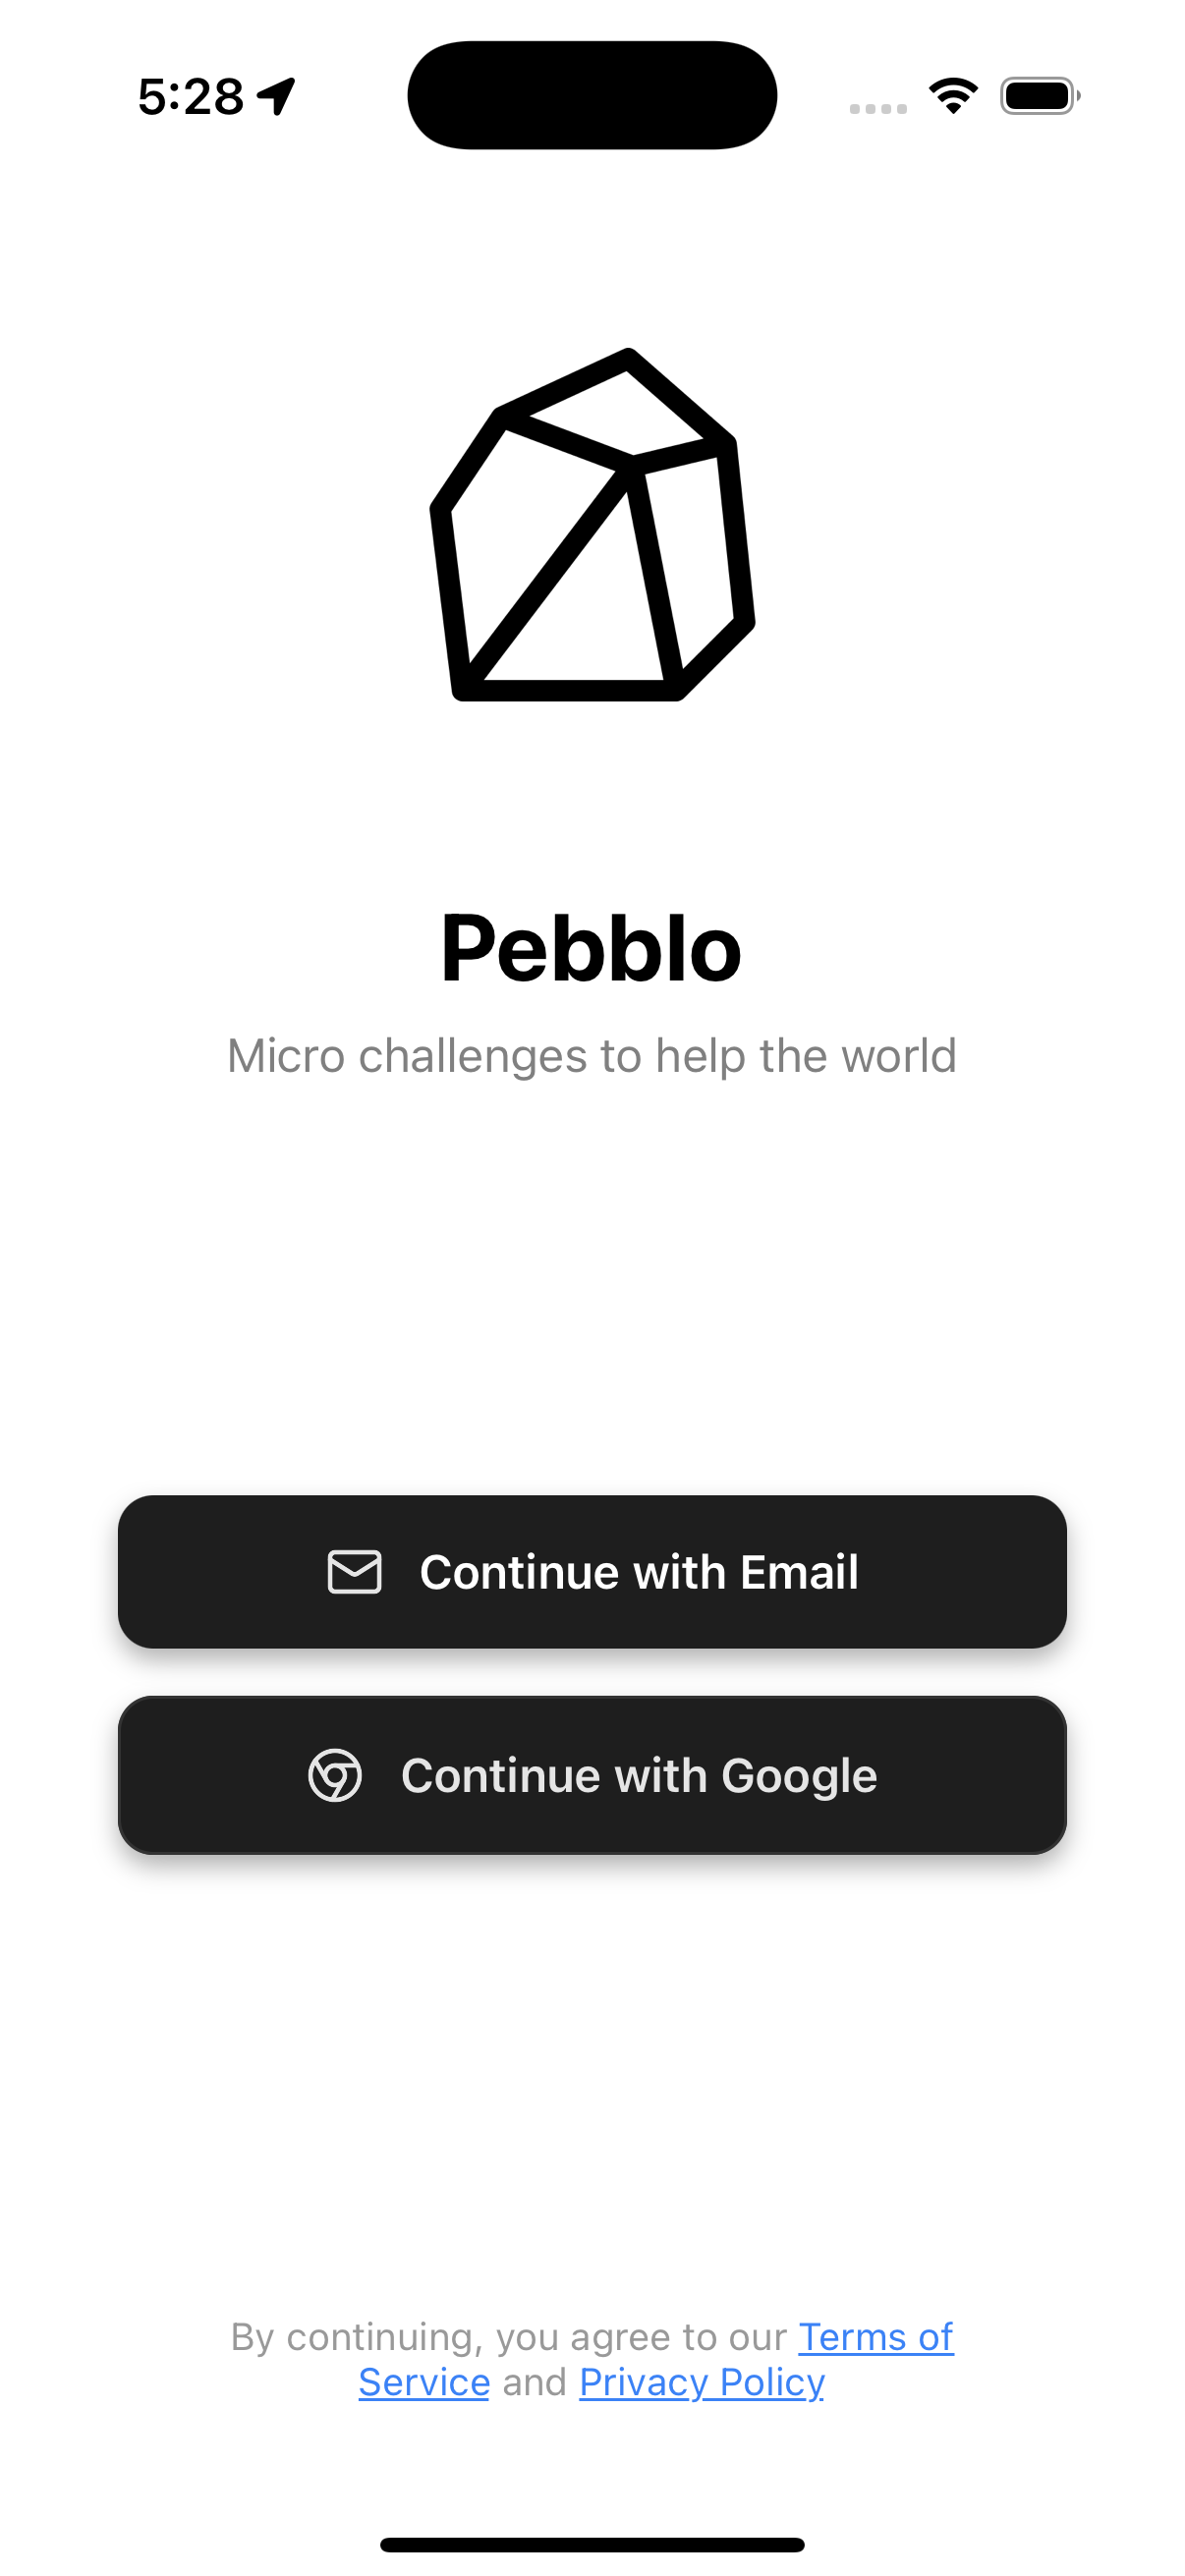 5:28
Pebblo
Micro challenges to help the world
Continue with Email
Continue with Google
By continuing, you agree to our Terms of
Service and Privacy Policy